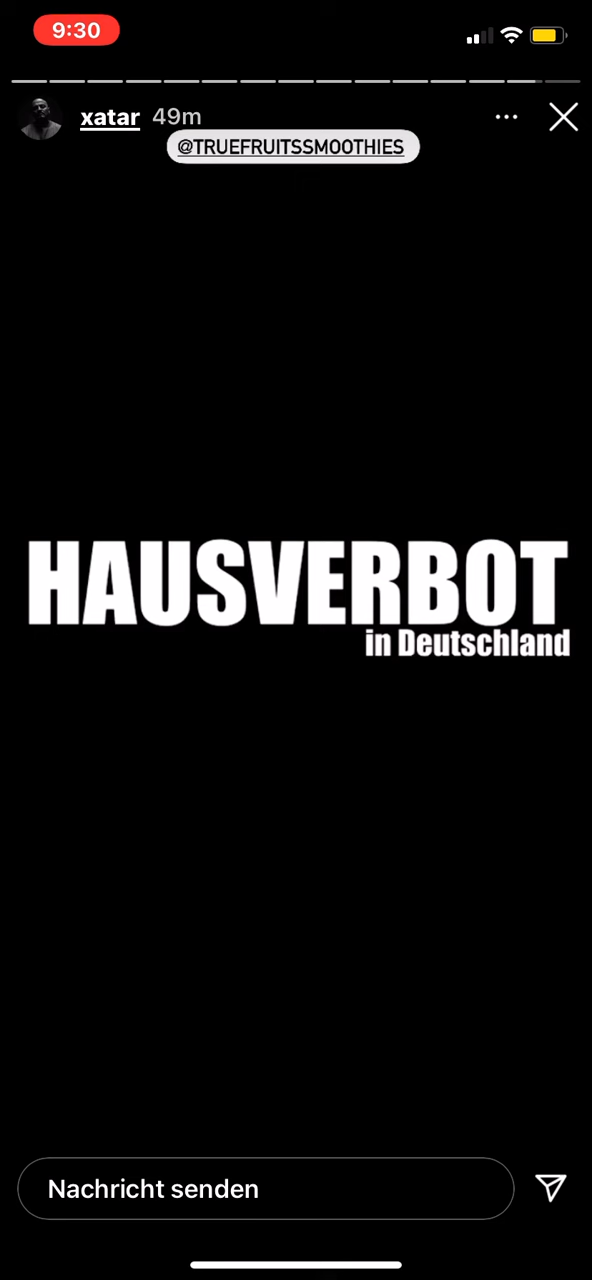 9:30
xatar 49m
@TRUEFRUITSSMOOTHIES
HAUSVERBOT
in Deutschland
Nachricht senden